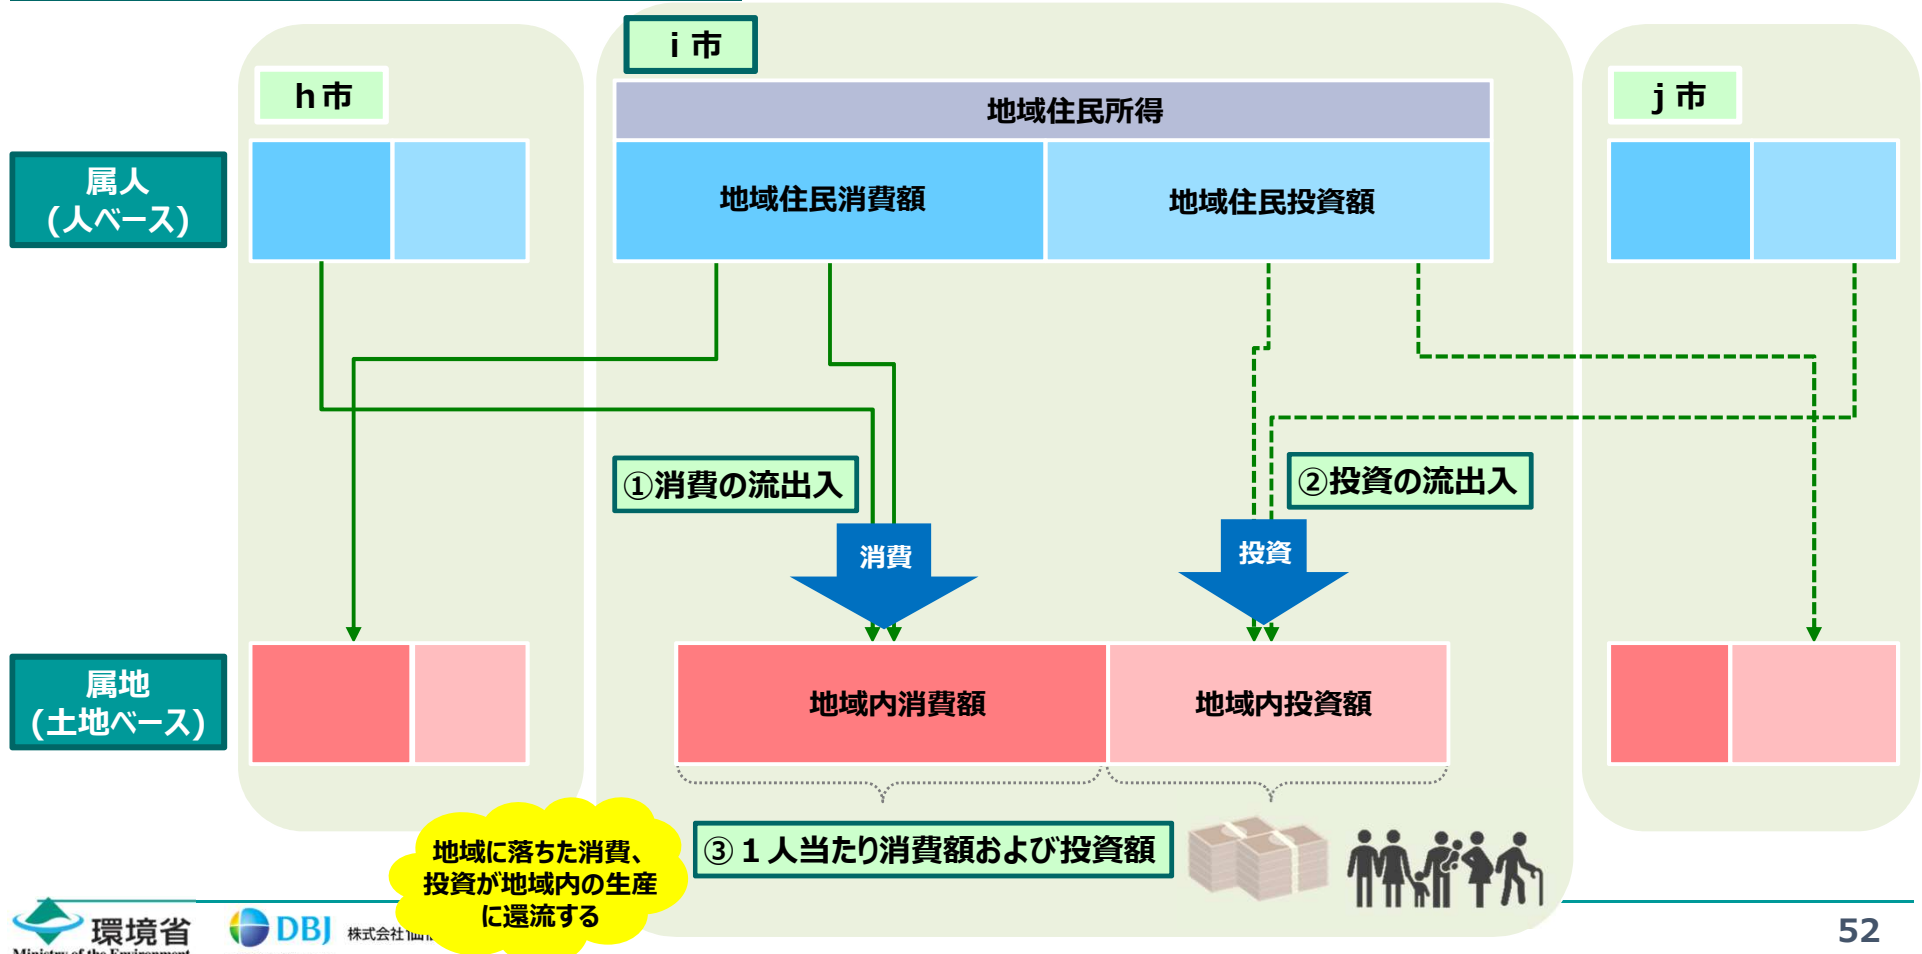 i 市
h市
j 市
地域住民所得
属人
(人ベース)
地域住民消費額
地域住民投資額
①消費の流出入
②投資の流出入
消費
投資
属地
(土地ベース)
地域内消費額
地域内投資額
③１人当たり消費額および投資額
地域に落ちた消費、
投資が地域内の生産
に還流する
環境省
Ministry of the Environment
DBJ
株式会社
52